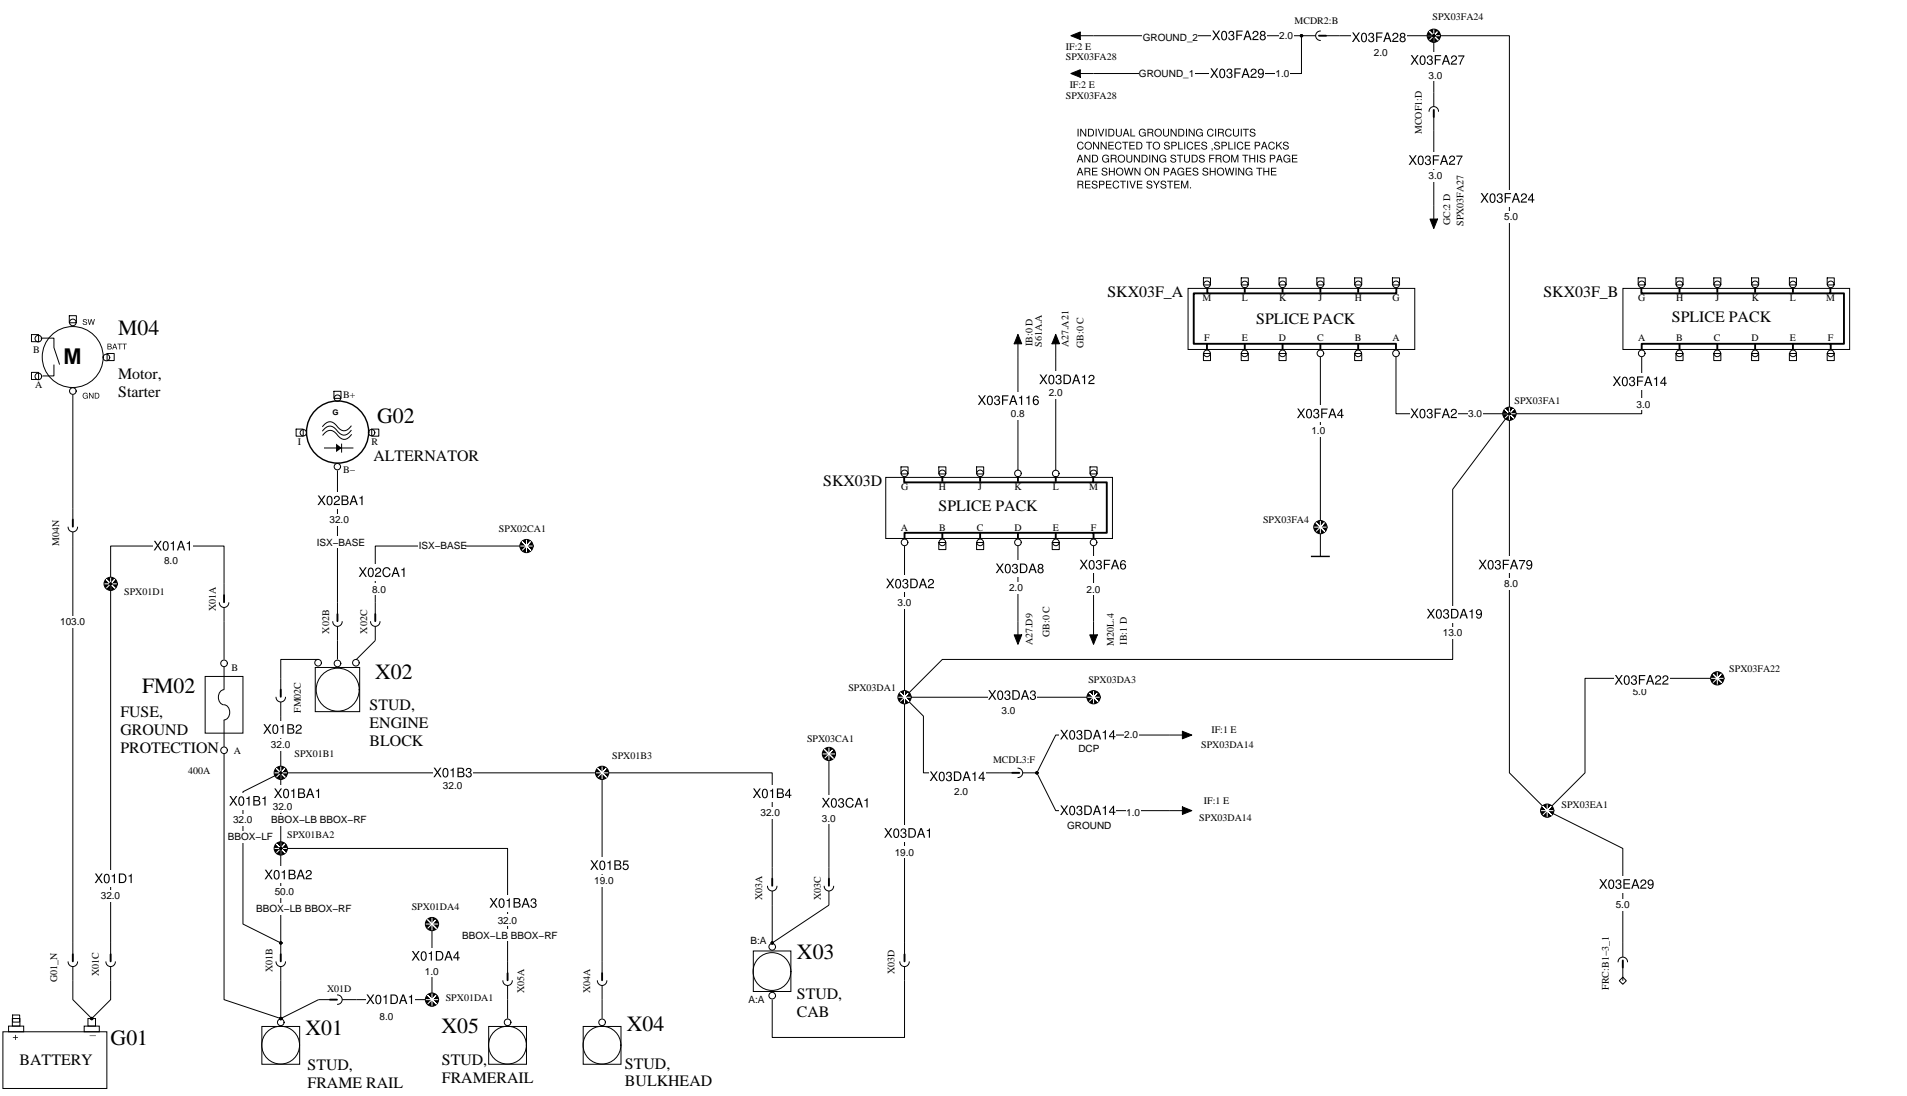 MCDR2:B
SPX03FA24
GROUND_2
X03FA28
2.0
X03FA28
2.0
IF:2 E
SPX03FA28
GROUND_1
X03FA29
1.0
IF:2 E
SPX03FA28
X03FA27
3.0
MCOF1:D
X03FA27
3.0
GC:2 D
SPX03FA27
INDIVIDUAL GROUNDING CIRCUITS
CONNECTED TO SPLICES ,SPLICE PACKS
AND GROUNDING STUDS FROM THIS PAGE
ARE SHOWN ON PAGES SHOWING THE
RESPECTIVE SYSTEM.
X03FA24
5.0
SKX03F_A
M L K J H G
SPLICE PACK
F E D C B A
SKX03F_B
G H J K L M
SPLICE PACK
A B C D E F
X03FA14
3.0
SPX03FA1
X03FA2
3.0
X03FA4
1.0
SPX03FA4
IB:0 D
S61A.A
A27.A21
GB:0 C
X03DA12
2.0
X03FA116
0.8
SKX03D
G H J K L M
SPLICE PACK
A B C D E F
X03DA2
3.0
X03DA8
2.0
A27.D9
GB:0 C
X03FA6
2.0
M20L.4
IB:1 D
X03FA79
8.0
X03DA19
13.0
SW
M04
BATT
B
M
A
GND
Motor,
Starter
B+
G
G02
I
R
B−
ALTERNATOR
X02BA1
32.0
ISX−BASE
SPX02CA1
ISX−BASE
X02CA1
8.0
X02B
X02C
M04N
X01A1
8.0
SPX01D1
X01A
103.0
B
FM02
FUSE,
GROUND
PROTECTION
A
400A
FM02C
X02
STUD,
ENGINE
BLOCK
X01B2
32.0
SPX01B1
X01B3
32.0
SPX01B3
X01B1
32.0
BBOX−LF
X01BA1
32.0
BBOX−LB BBOX−RF
SPX01BA2
X01BA2
50.0
BBOX−LB BBOX−RF
X01BA3
32.0
BBOX−LB BBOX−RF
X01B5
19.0
X01B4
32.0
SPX03CA1
X03CA1
3.0
X03A
X03C
SPX03DA1
X03DA3
3.0
SPX03DA3
X03DA14
2.0
MCDL3:F
X03DA14
2.0
DCP
IF:1 E
SPX03DA14
X03DA14
1.0
GROUND
IF:1 E
SPX03DA14
X03DA1
19.0
X03D
X03FA22
5.0
SPX03FA22
SPX03EA1
X03EA29
5.0
FRC:B1−3_1
X01D1
32.0
G01_N
X01C
X01B
SPX01DA4
X01DA4
1.0
X01D
X01DA1
8.0
SPX01DA1
X05A
X04A
B:A
X03
A:A
STUD,
CAB
+
−
G01
BATTERY
X01
STUD,
FRAME RAIL
X05
STUD,
FRAMERAIL
X04
STUD,
BULKHEAD